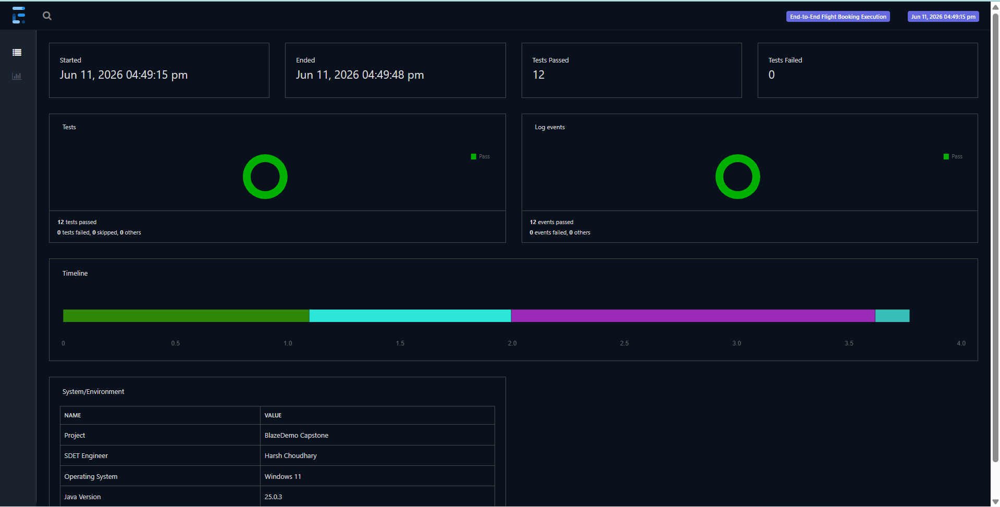 End-to-End Flight Booking Execution
Jun 11, 2026 04:49:15 pm
Started
Jun 11, 2026 04:49:15 pm
Ended
Jun 11, 2026 04:49:48 pm
Tests Passed
12
Tests Failed
0
Tests
Pass
12 tests passed
0 tests failed, 0 skipped, 0 others
Log events
Pass
12 events passed
0 events failed, 0 others
Timeline
0 0.5 1.0 1.5 2.0 2.5 3.0 3.5 4.0
System/Environment
NAME VALUE
Project BlazeDemo Capstone
SDET Engineer Harsh Choudhary
Operating System Windows 11
Java Version 25.0.3